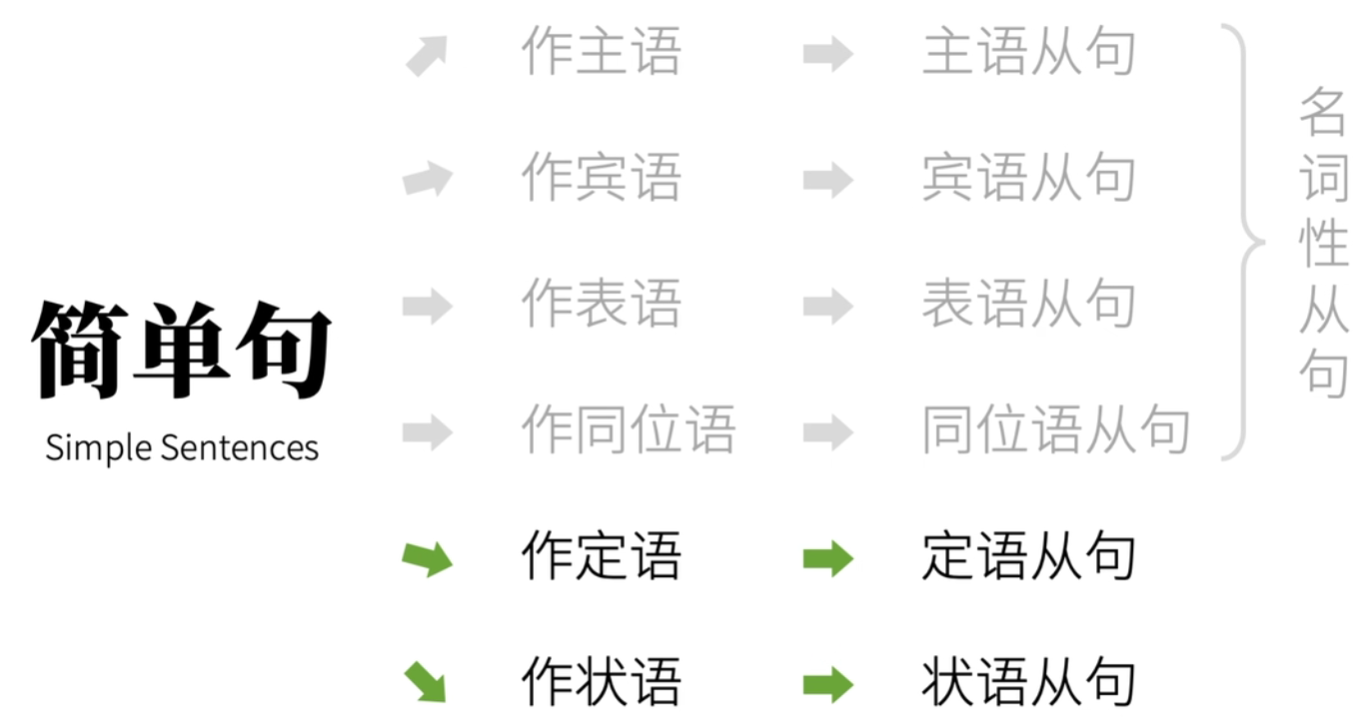 简单句
Simple Sentences
作主语 主语从句
作宾语 宾语从句
作表语 表语从句
作同位语 同位语从句
作定语 定语从句
作状语 状语从句
名词性从句